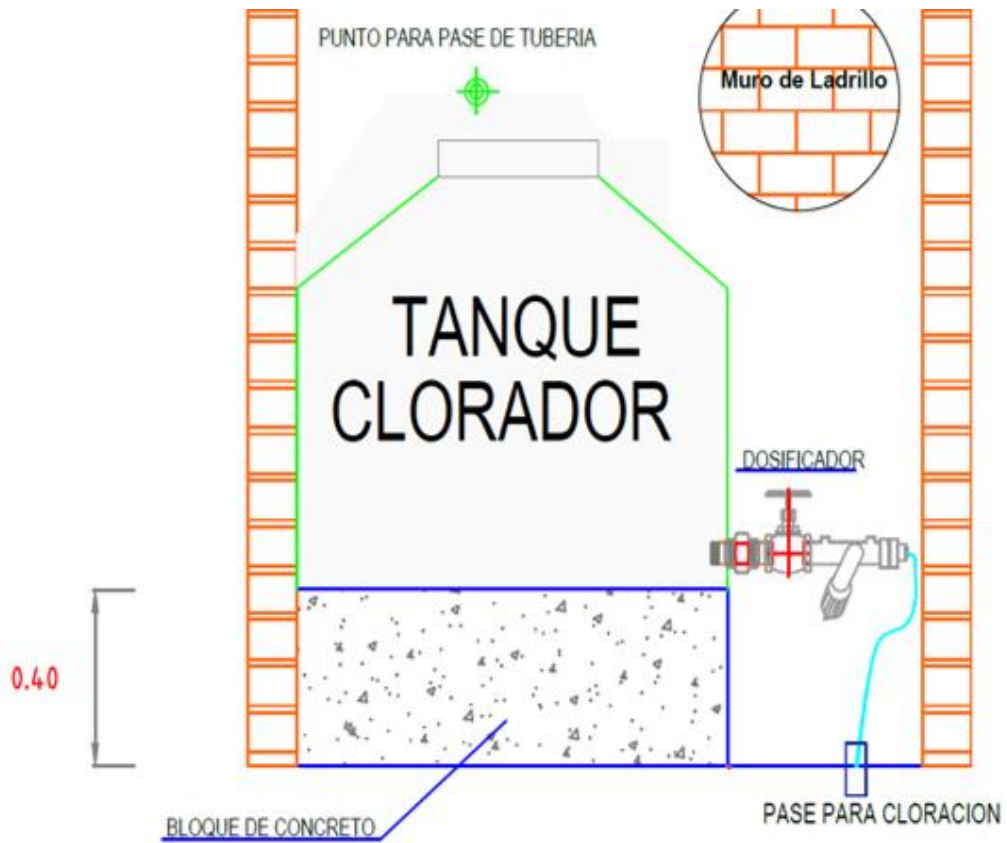 PUNTO PARA PASE DE TUBERIA
Muro de Ladrillo
TANQUE
CLORADOR
DOSIFICADOR
0.40
BLOQUE DE CONCRETO
PASE PARA CLORACION